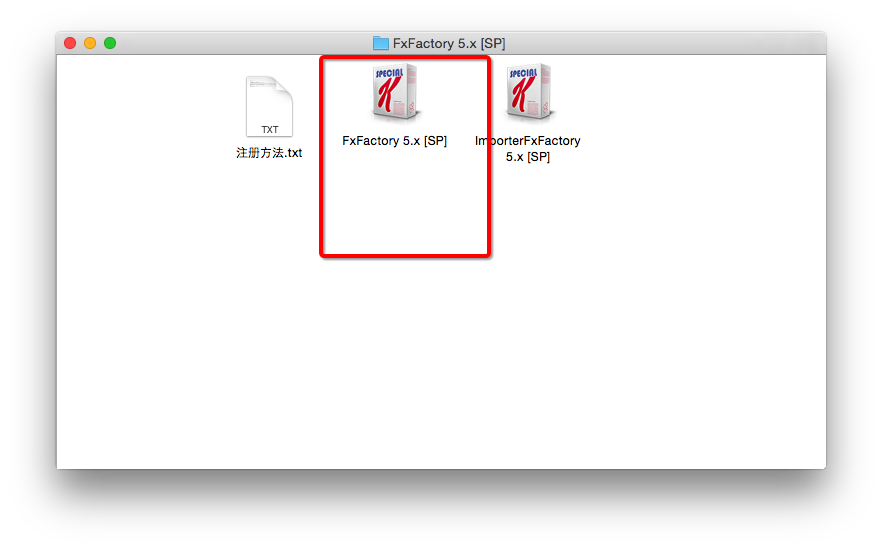 FxFactory 5.x [SP]
SPECIAL
K
SPECIAL
K
TXT
注册方法.txt
FxFactory 5.x [SP]
ImporterFxFactory
5.x [SP]